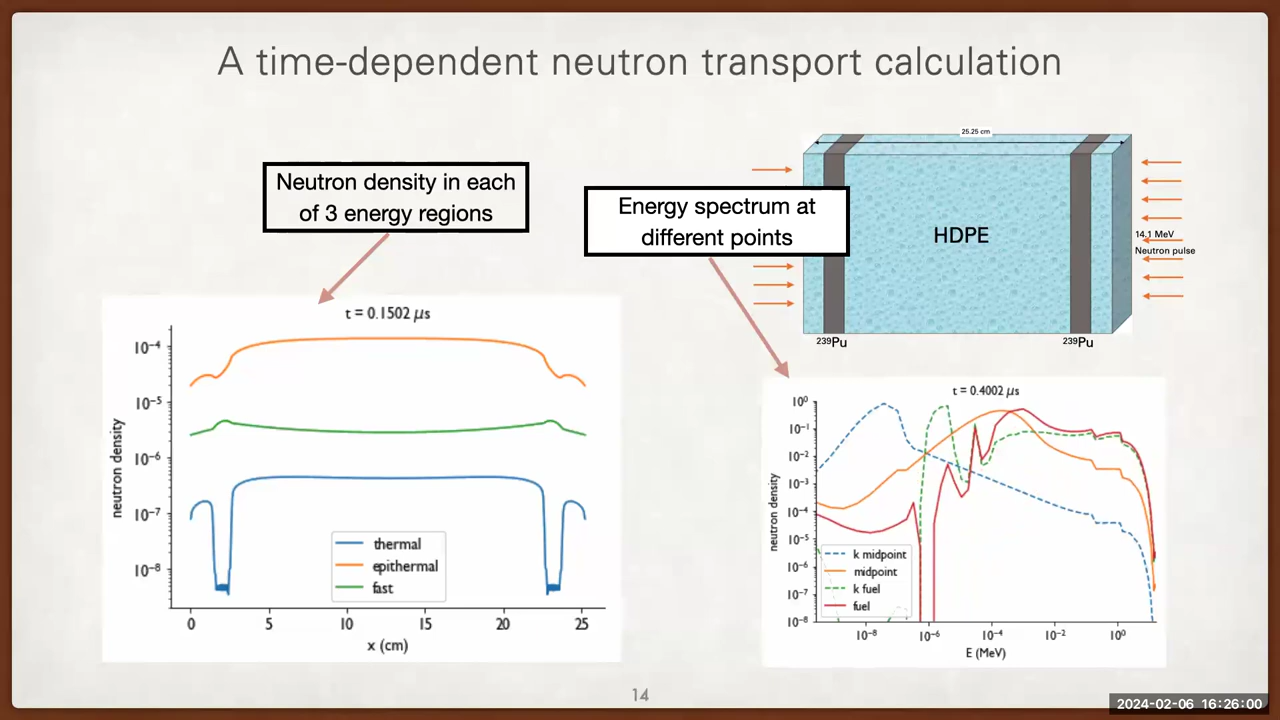 A time-dependent neutron transport calculation
Neutron density in each
of 3 energy regions
Energy spectrum at
different points
25.25 cm
HDPE
14.1 MeV
Neutron pulse
²³⁹Pu
²³⁹Pu
t = 0.1502 μs
10⁻⁴
10⁻⁵
10⁻⁶
10⁻⁷
10⁻⁸
neutron density
thermal
epithermal
fast
0 5 10 15 20 25
x (cm)
t = 0.4002 μs
10⁰
10⁻¹
10⁻²
10⁻³
10⁻⁴
10⁻⁵
10⁻⁶
10⁻⁷
10⁻⁸
neutron density
k midpoint
midpoint
k fuel
fuel
10⁻⁸ 10⁻⁶ 10⁻⁴ 10⁻² 10⁰
E (MeV)
14
2024-02-06 16:26:00